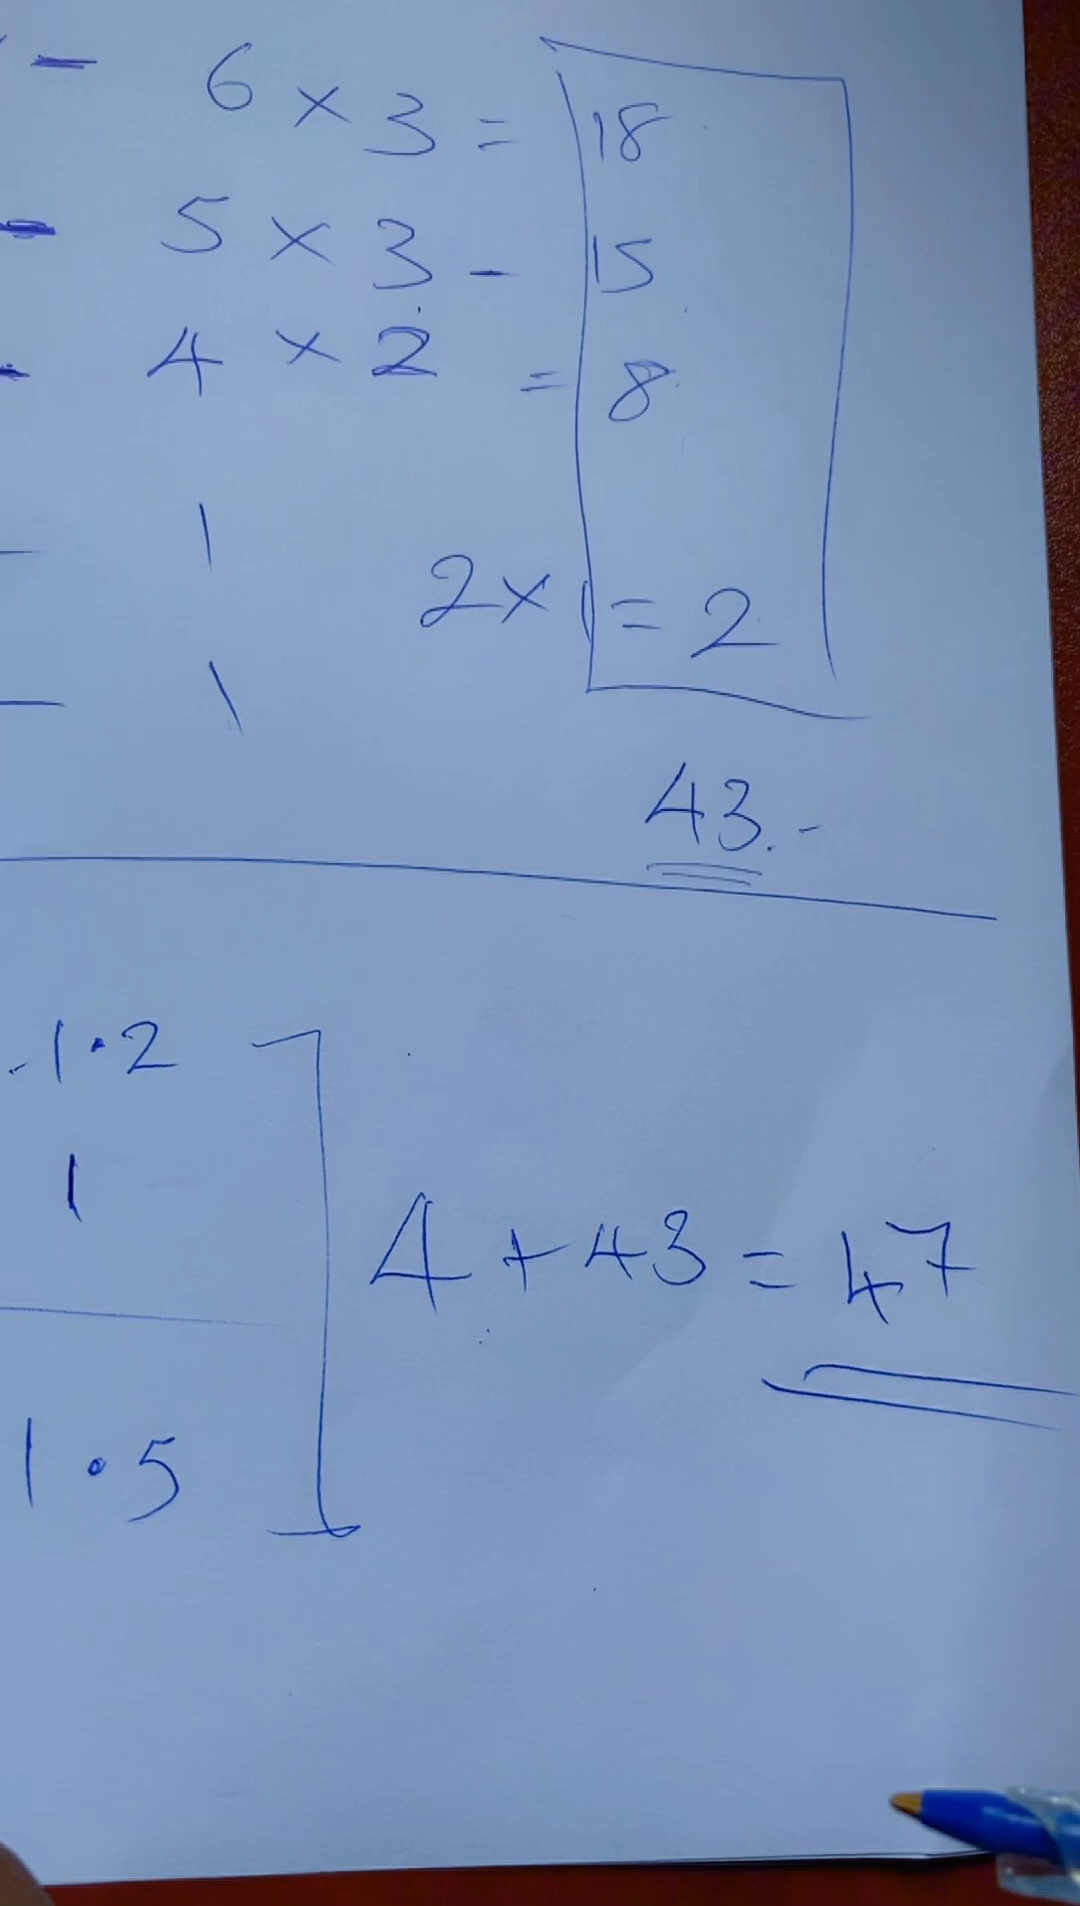 - 6 × 3 = 18
- 5 × 3 - 15
- 4 × 2 = 8
- 1
2 × 1 = 2
- 1
43.-
1.2
1
4 + 43 = 47
1.5